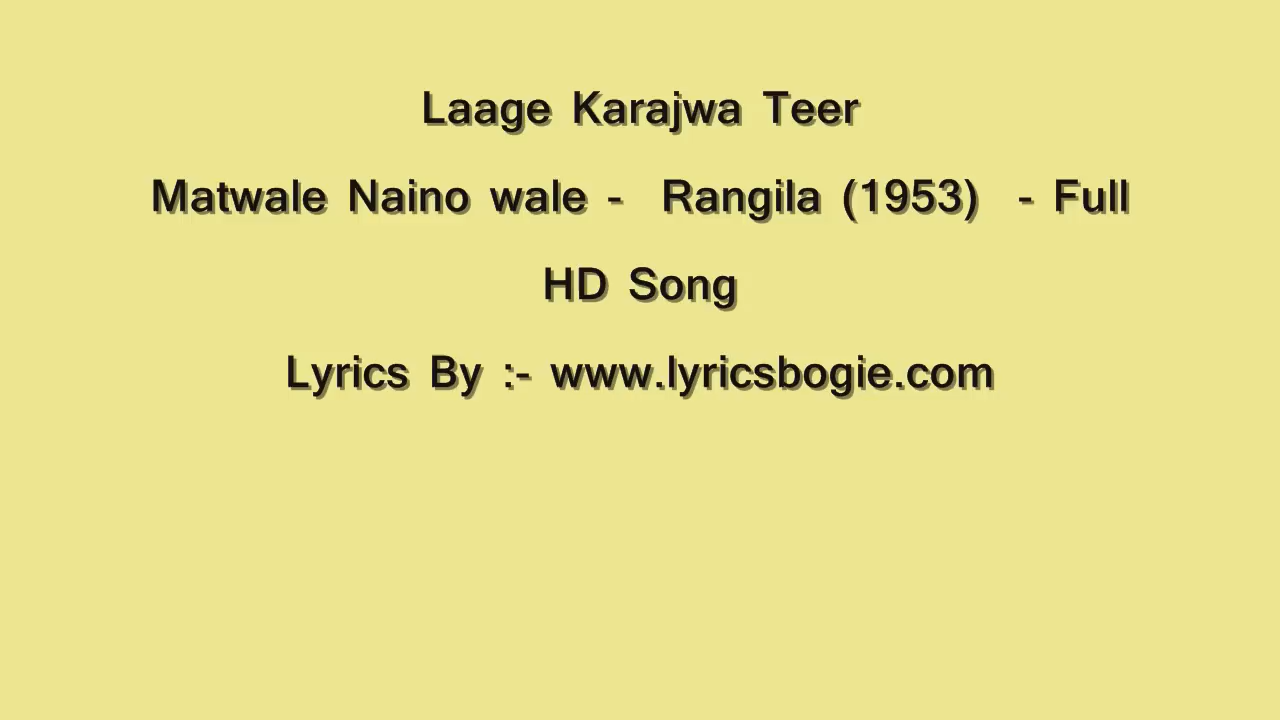 Laage Karajwa Teer
Matwale Naino wale - Rangila (1953) - Full
HD Song
Lyrics By :- www.lyricsbogie.com